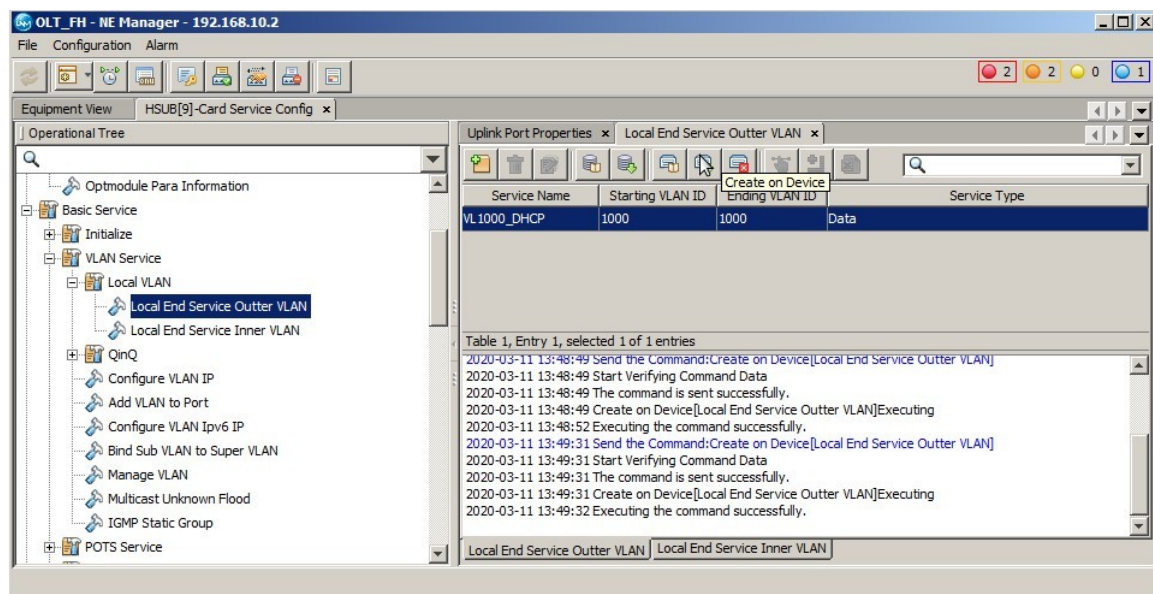 OLT_FH - NE Manager - 192.168.10.2
File Configuration Alarm
2 2 0 1
Equipment View HSUB[9]-Card Service Config
Operational Tree
Optmodule Para Information
Basic Service
Initialize
VLAN Service
Local VLAN
Local End Service Outter VLAN
Local End Service Inner VLAN
QinQ
Configure VLAN IP
Add VLAN to Port
Configure VLAN Ipv6 IP
Bind Sub VLAN to Super VLAN
Manage VLAN
Multicast Unknown Flood
IGMP Static Group
POTS Service
Uplink Port Properties Local End Service Outter VLAN
Create on Device
Service Name Starting VLAN ID Ending VLAN ID Service Type
VL1000_DHCP 1000 1000 Data
Table 1, Entry 1, selected 1 of 1 entries
2020-03-11 13:48:49 Send the Command:Create on Device[Local End Service Outter VLAN]
2020-03-11 13:48:49 Start Verifying Command Data
2020-03-11 13:48:49 The command is sent successfully.
2020-03-11 13:48:49 Create on Device[Local End Service Outter VLAN]Executing
2020-03-11 13:48:52 Executing the command successfully.
2020-03-11 13:49:31 Send the Command:Create on Device[Local End Service Outter VLAN]
2020-03-11 13:49:31 Start Verifying Command Data
2020-03-11 13:49:31 The command is sent successfully.
2020-03-11 13:49:31 Create on Device[Local End Service Outter VLAN]Executing
2020-03-11 13:49:32 Executing the command successfully.
Local End Service Outter VLAN Local End Service Inner VLAN